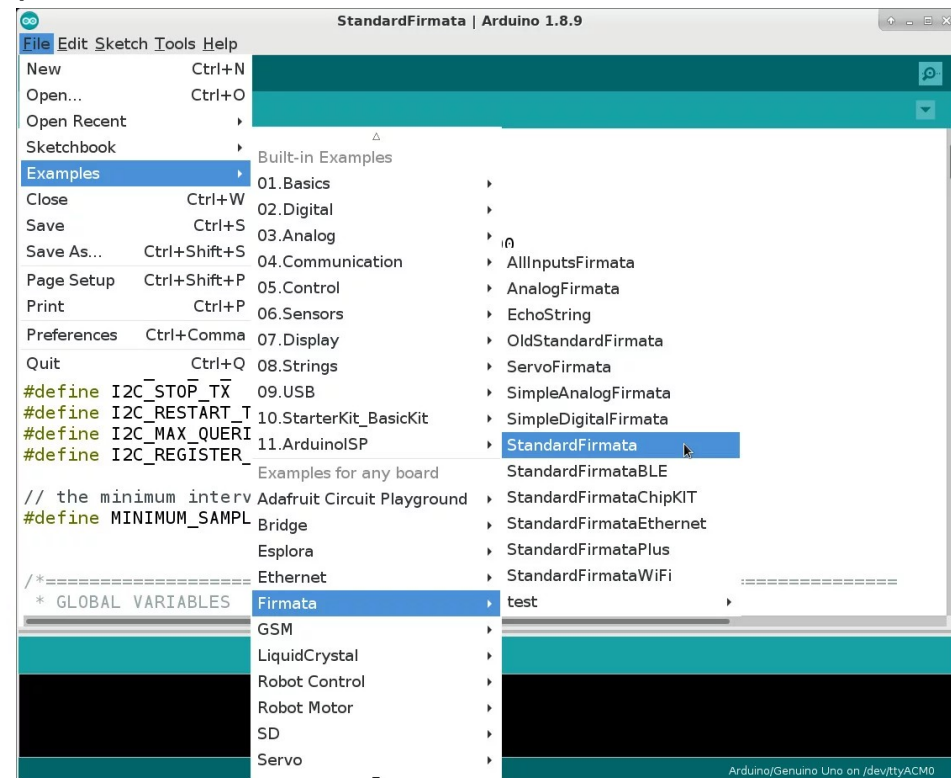 StandardFirmata | Arduino 1.8.9
File Edit Sketch Tools Help
New Ctrl+N
Open... Ctrl+O
Open Recent
Sketchbook
Examples
Close Ctrl+W
Save Ctrl+S
Save As... Ctrl+Shift+S
Page Setup Ctrl+Shift+P
Print Ctrl+P
Preferences Ctrl+Comma
Quit Ctrl+Q
Built-in Examples
01.Basics
02.Digital
03.Analog
04.Communication
05.Control
06.Sensors
07.Display
08.Strings
09.USB
10.StarterKit_BasicKit
11.ArduinoISP
Examples for any board
Adafruit Circuit Playground
Bridge
Esplora
Ethernet
Firmata
GSM
LiquidCrystal
Robot Control
Robot Motor
SD
Servo
AllInputsFirmata
AnalogFirmata
EchoString
OldStandardFirmata
ServoFirmata
SimpleAnalogFirmata
SimpleDigitalFirmata
StandardFirmata
StandardFirmataBLE
StandardFirmataChipKIT
StandardFirmataEthernet
StandardFirmataPlus
StandardFirmataWiFi
test
#define I2C_STOP_TX
#define I2C_RESTART_T
#define I2C_MAX_QUERI
#define I2C_REGISTER_
// the minimum interv
#define MINIMUM_SAMPL
/*=====================
* GLOBAL VARIABLES
Arduino/Genuino Uno on /dev/ttyACM0